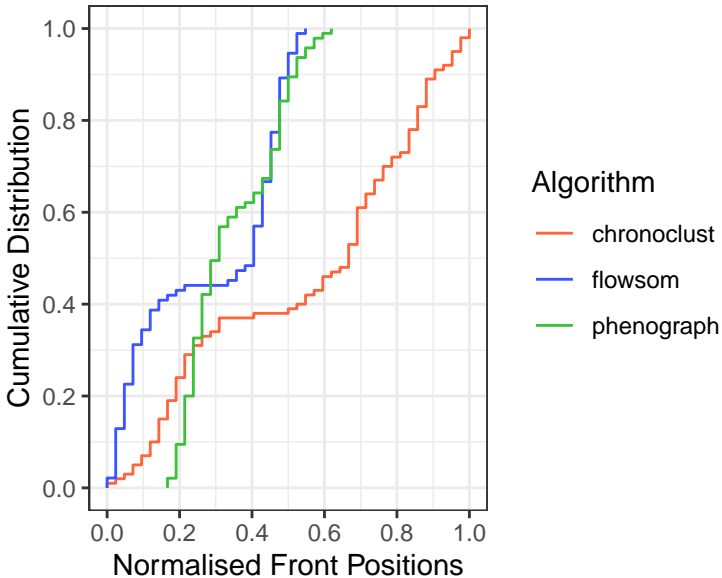 1.0
0.8
0.6
0.4
0.2
0.0
Cumulative Distribution
0.0 0.2 0.4 0.6 0.8 1.0
Normalised Front Positions
Algorithm
chronoclust
flowsom
phenograph